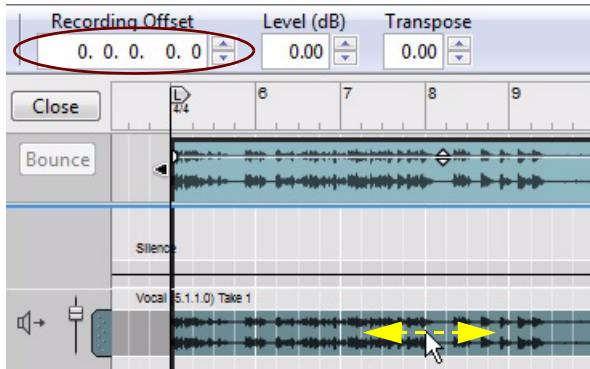 Recording Offset Level (dB) Transpose
0. 0. 0. 0. 0 0.00 0.00
Close L 6 7 8 9
4/4
Bounce
Silence
Vocal (5.1.1.0) Take 1